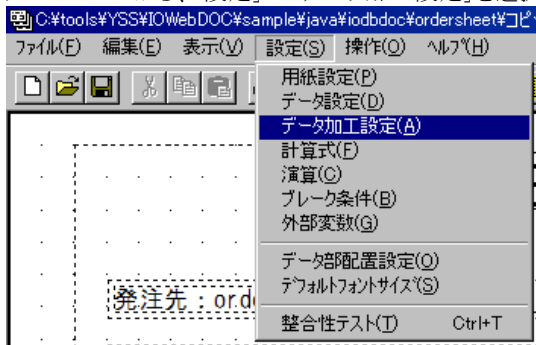 C:¥tools¥YSS¥IOWebDOC¥sample¥java¥iodbdoc¥ordersheet¥コピ
ファイル(F) 編集(E) 表示(V) 設定(S) 操作(O) ヘルプ(H)
用紙設定(P)
データ設定(D)
データ加工設定(A)
計算式(F)
演算(C)
ブレーク条件(B)
外部変数(G)
データ部配置設定(O)
デフォルトフォントサイズ(S)
発注先：orde
整合性テスト(T) Ctrl+T